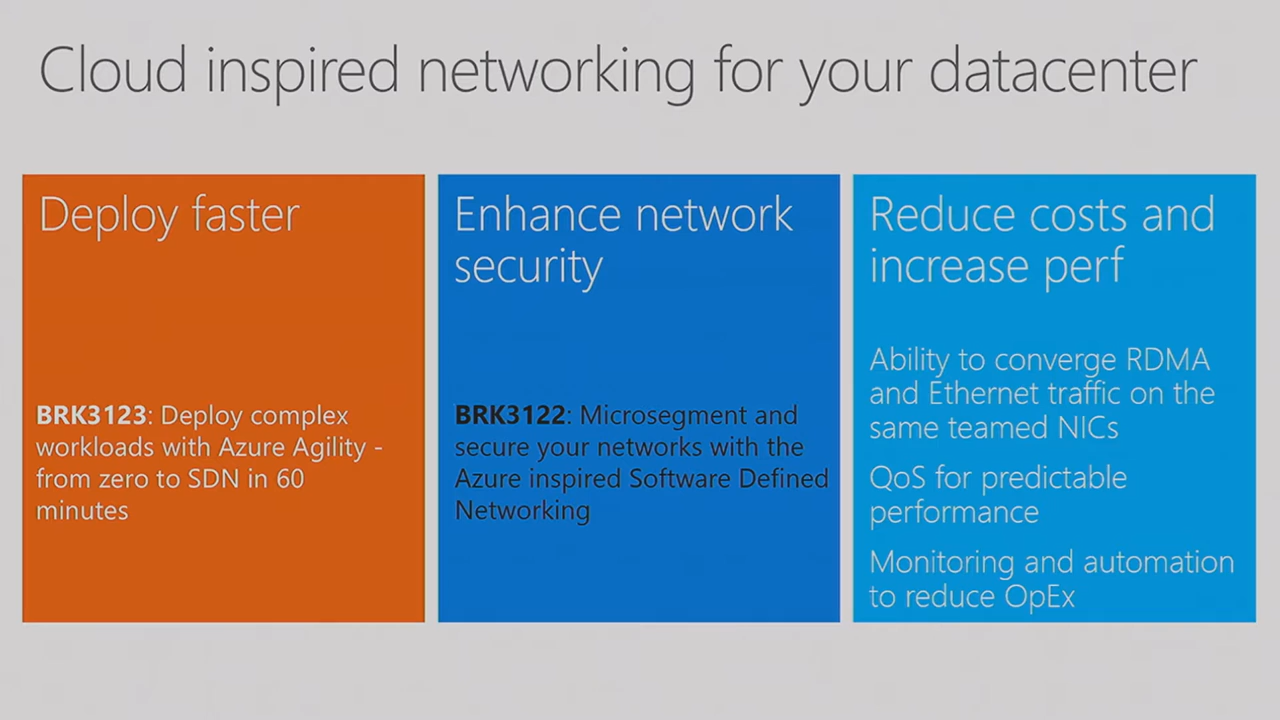 Cloud inspired networking for your datacenter
Deploy faster
BRK3123: Deploy complex
workloads with Azure Agility -
from zero to SDN in 60
minutes
Enhance network
security
BRK3122: Microsegment and
secure your networks with the
Azure inspired Software Defined
Networking
Reduce costs and
increase perf
Ability to converge RDMA
and Ethernet traffic on the
same teamed NICs
QoS for predictable
performance
Monitoring and automation
to reduce OpEx